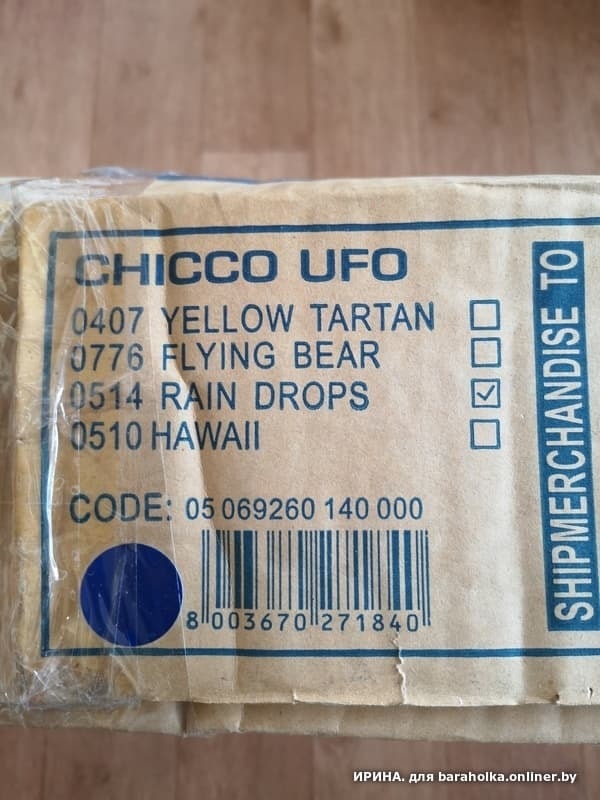 CHICCO UFO
0407 YELLOW TARTAN
0776 FLYING BEAR
0514 RAIN DROPS
0510 HAWAII
CODE: 05 069260 140 000
8 003670 271840
SHIPMERCHANDISE TO
ИРИНА. для baraholka.onliner.by